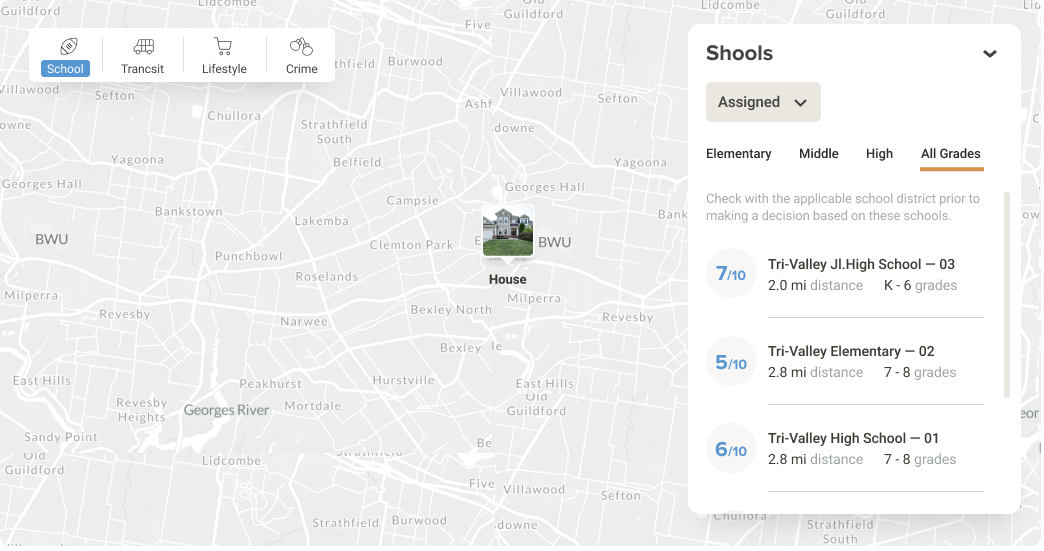 Lidcombe
Old
Guildford
Lidcombe
Old
Guildford
Five
School
Trancsit
Lifestyle
Crime
Burwood
Villawood
Sefton
Villawood
Sefton
Ashf
Chullora
Strathfield
South
.downe
owne
Belfield
Yagoona
Yagoona
Georges Hall
Georges Hall
Campsie
Bankstown
Lakemba
BWU
Clemton Park
E
BWU
Punchbowl
Roselands
House
Milperra
Milperra
Bexley North
Revesby
Revesby
Narwee
Bexley
le
East Hills
Peakhurst
Hurstville
East Hills
Old
Guildford
Revesby
Heights
Georges River
Mortdale
Sandy Point
Be
Old
Guildford
Lidcombe
Strathfield
Five
Villawood
Sefton
Strathfield
South
Burwood
.downe
Shools
Assigned
Elementary
Middle
High
All Grades
Check with the applicable school district prior to
making a decision based on these schools.
7/10
Tri-Valley Jl.High School — 03
2.0 mi distance K - 6 grades
5/10
Tri-Valley Elementary — 02
2.8 mi distance 7 - 8 grades
6/10
Tri-Valley High School — 01
2.8 mi distance 7 - 8 grades
eor
Chullora
Strathfield
South